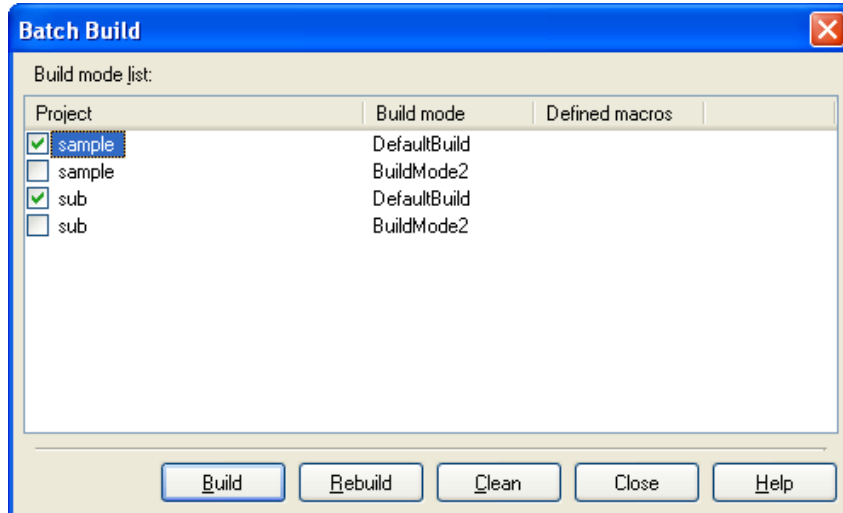 Batch Build
Build mode list:
Project Build mode Defined macros
sample DefaultBuild
sample BuildMode2
sub DefaultBuild
sub BuildMode2
Build Rebuild Clean Close Help